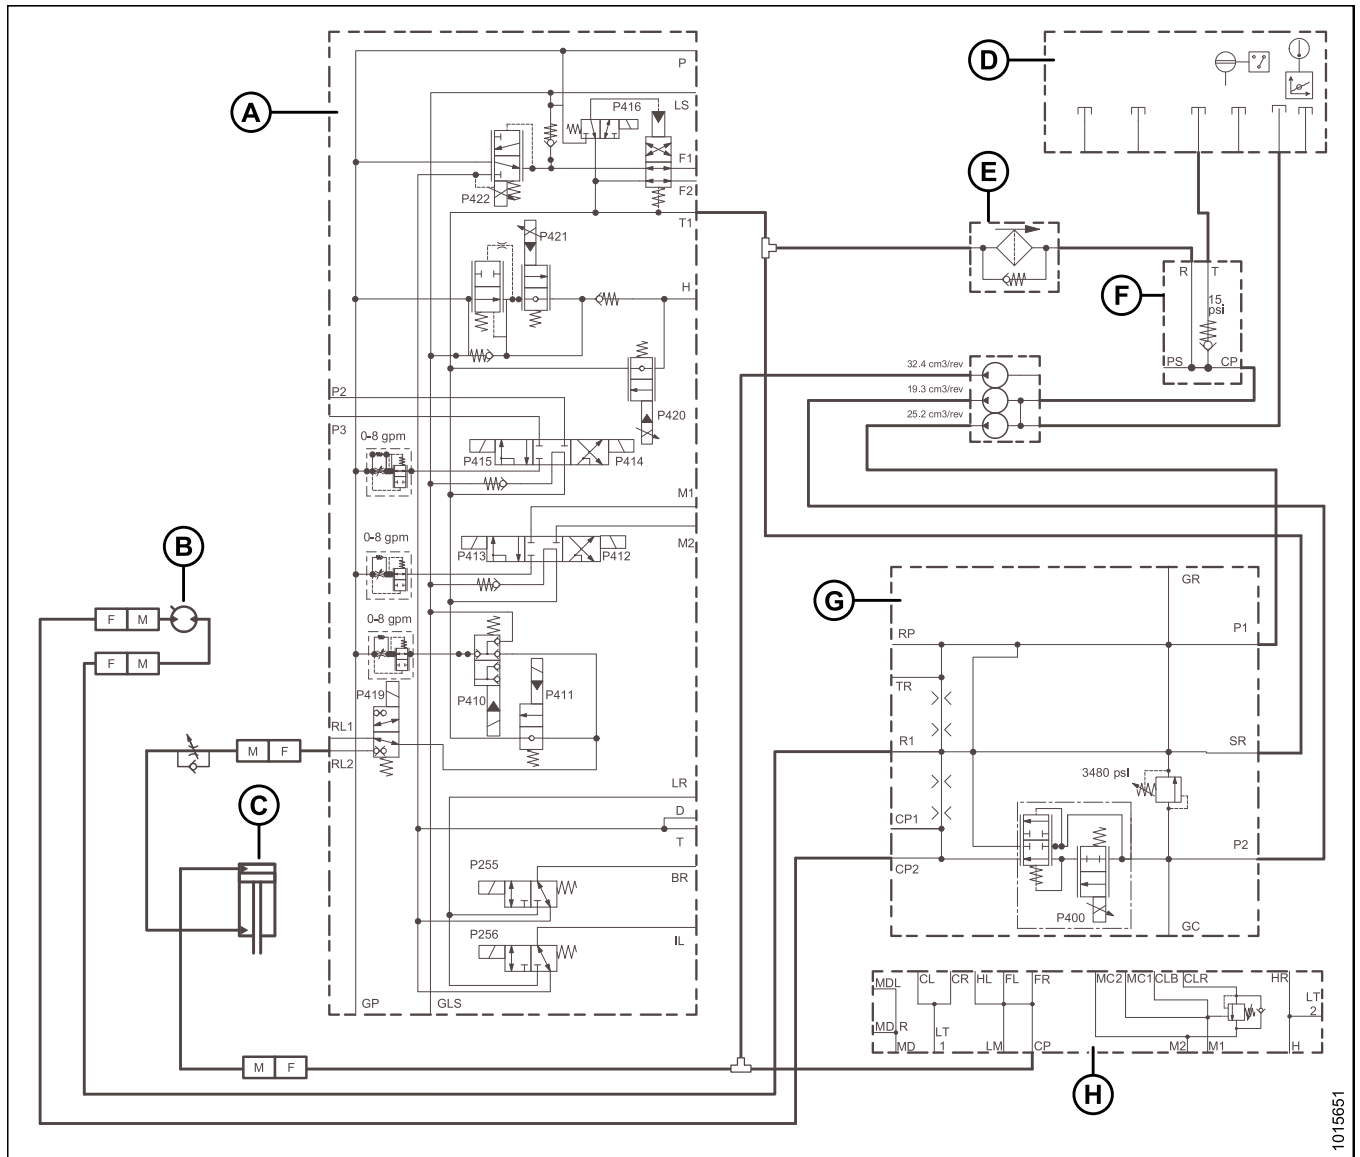 A
P
LS
P416
F1
F2
P422
T1
P421
H
P2
P3
P420
0-8 gpm
P415
P414
M1
0-8 gpm
M2
P413
P412
0-8 gpm
P419
P410
P411
RL1
RL2
LR
D
T
P255
BR
P256
IL
GP
GLS
B
F M
F M
M F
C
M F
D
E
F
R T
15
psi
PS CP
32.4 cm3/rev
19.3 cm3/rev
25.2 cm3/rev
G
GR
RP
P1
TR
R1
SR
3480 psI
CP1
CP2
P2
P400
GC
MDL
CL
CR
HL
FL
FR
MC2
MC1
CLB
CLR
HR
LT
2
MD_R
MD
LT
1
LM
CP
M2
M1
H
H
1015651